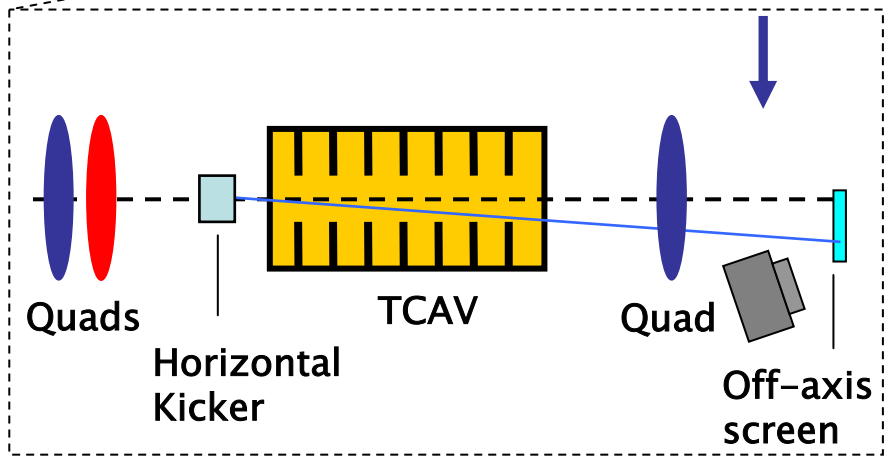 Quads
TCAV
Quad
Horizontal
Kicker
Off-axis
screen